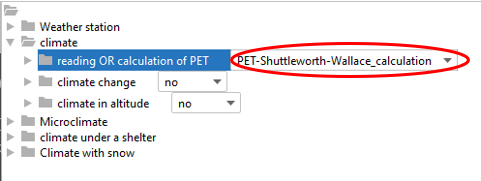 Weather station
climate
reading OR calculation of PET PET-Shuttleworth-Wallace_calculation
climate change no
climate in altitude no
Microclimate
climate under a shelter
Climate with snow